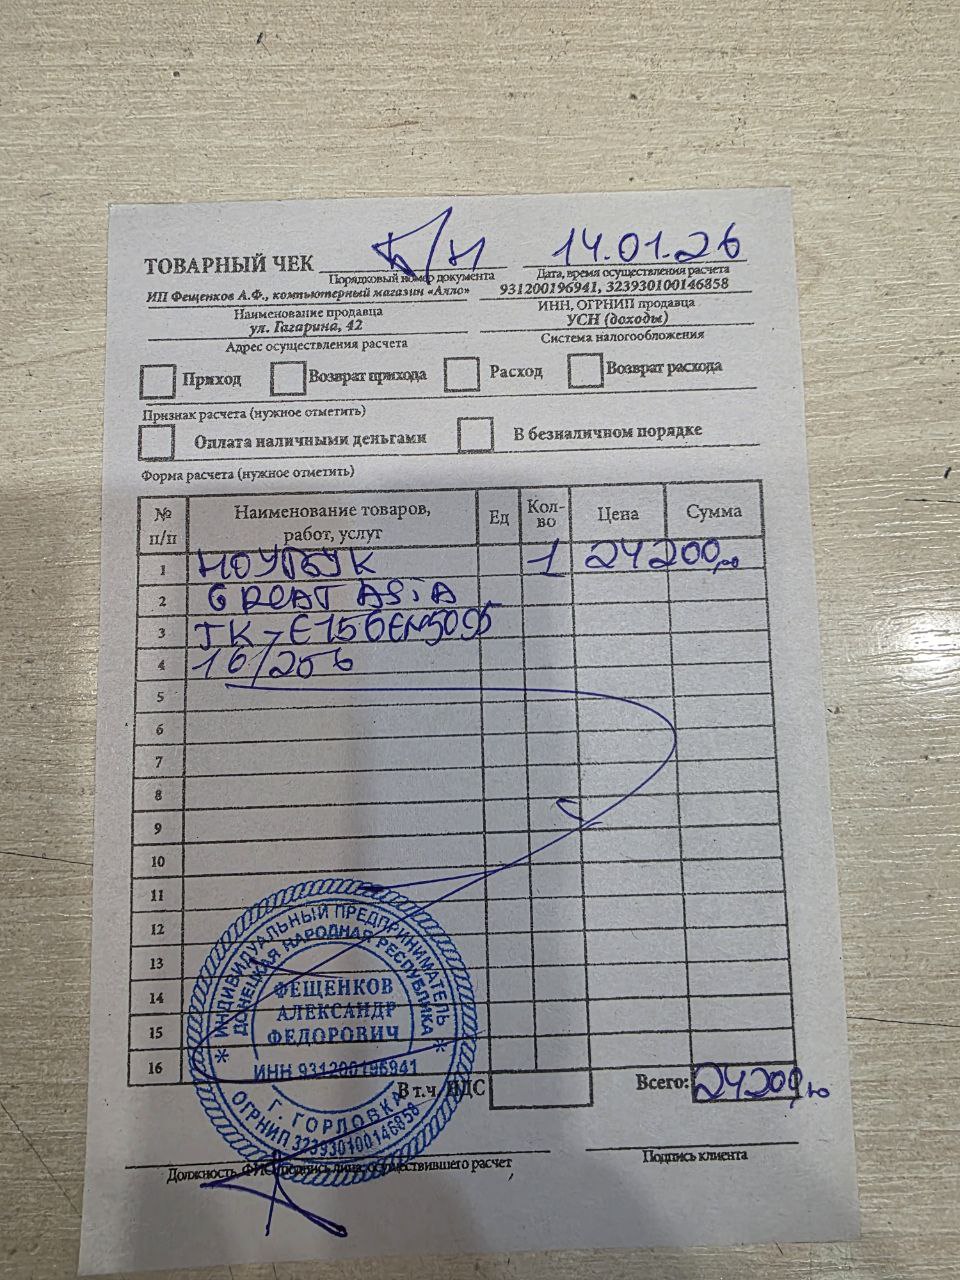 ТОВАРНЫЙ ЧЕК Б/Н 14.01.26
Порядковый номер документа Дата, время осуществления расчета
ИП Фещенков А.Ф., компьютерный магазин «Алло» 931200196941, 323930100146858
Наименование продавца ИНН, ОГРНИП продавца
ул. Гагарина, 42 УСН (доходы)
Адрес осуществления расчета Система налогообложения
Приход Возврат прихода Расход Возврат расхода
Признак расчета (нужное отметить)
Оплата наличными деньгами В безналичном порядке
Форма расчета (нужное отметить)
№ п/п Наименование товаров, работ, услуг Ед Кол-во Цена Сумма
1 НОУТБУК 1 24200,00
2 GREAT ASIA
3 TK-E156EN5095
4 16/256
5
6
7
8
9
10
11
12
13
14
15
16
В т.ч. НДС Всего: 24200,00
ИНДИВИДУАЛЬНЫЙ ПРЕДПРИНИМАТЕЛЬ
ДОНЕЦКАЯ НАРОДНАЯ РЕСПУБЛИКА
ФЕЩЕНКОВ
АЛЕКСАНДР
ФЕДОРОВИЧ
ИНН 931200196941
Г. ГОРЛОВКА
ОГРНИП 323930100146858
Должность, ФИО, подпись лица, осуществившего расчет Подпись клиента